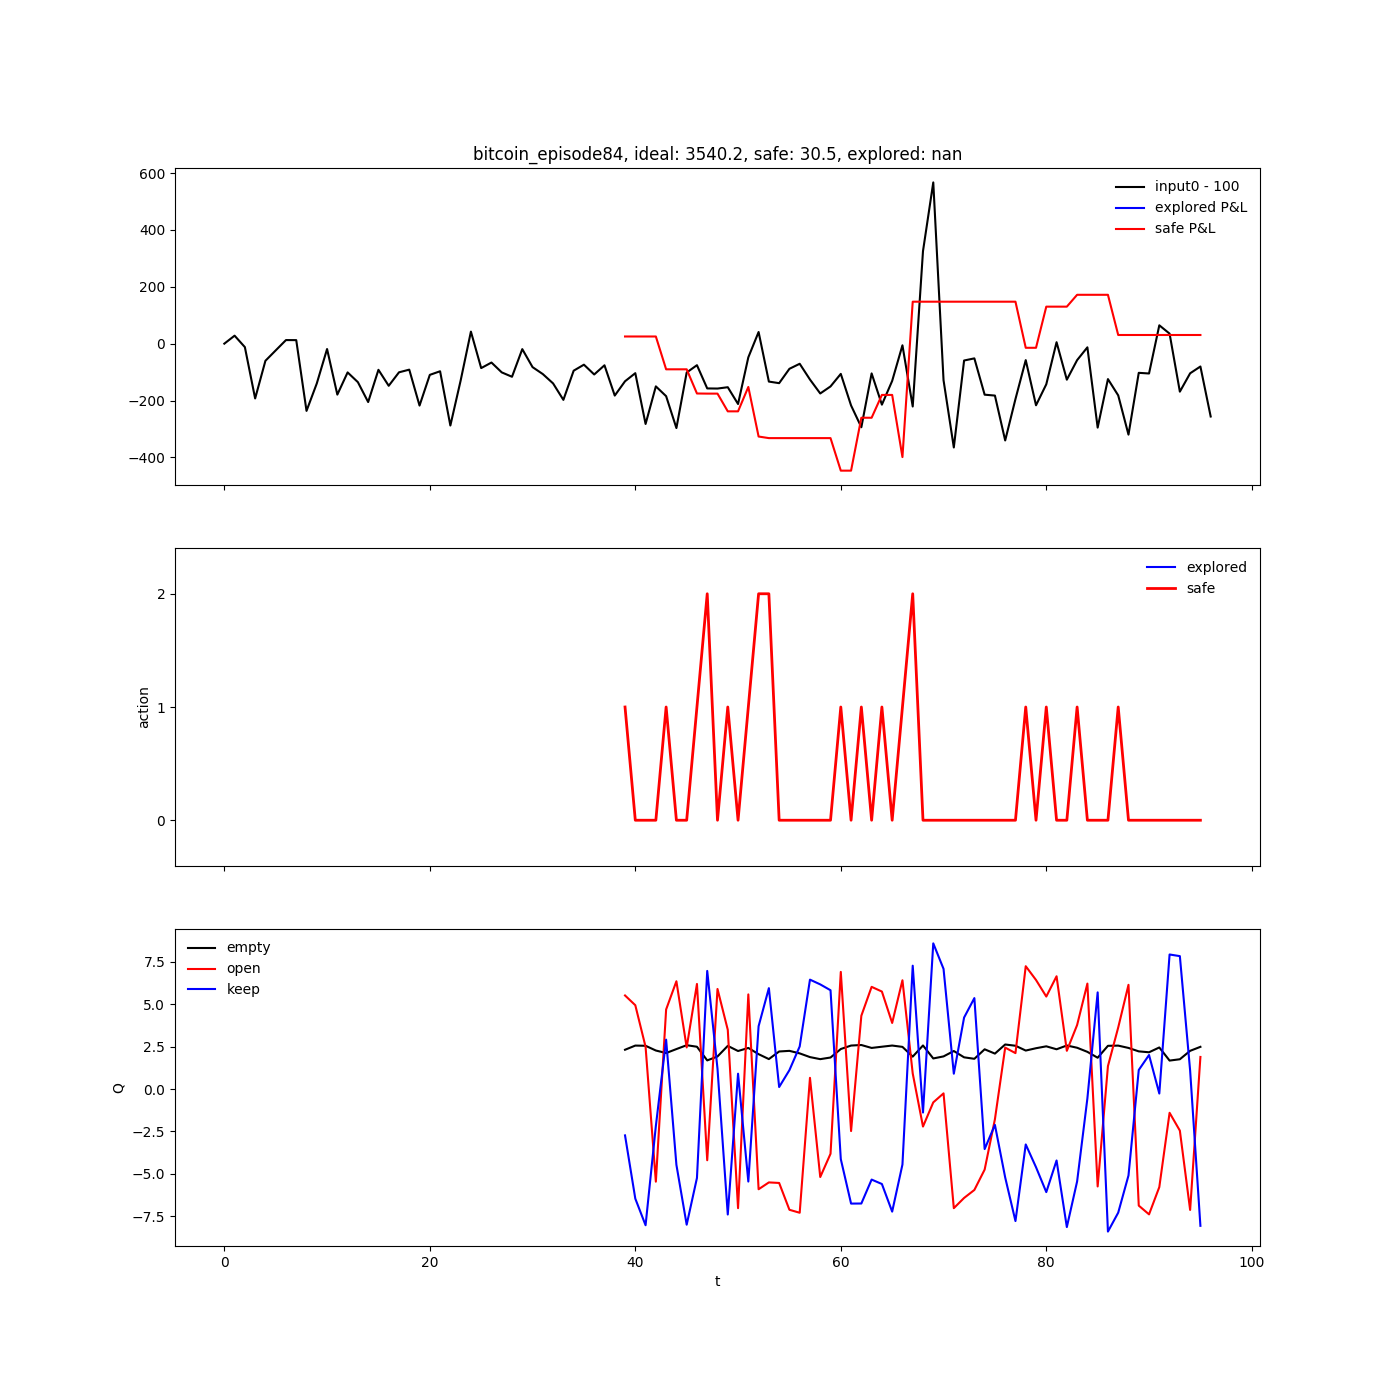 bitcoin_episode84, ideal: 3540.2, safe: 30.5, explored: nan
600
400
200
0
−200
−400
input0 - 100
explored P&L
safe P&L
2
1
0
action
explored
safe
7.5
5.0
2.5
0.0
−2.5
−5.0
−7.5
Q
empty
open
keep
0
20
40
60
80
100
t